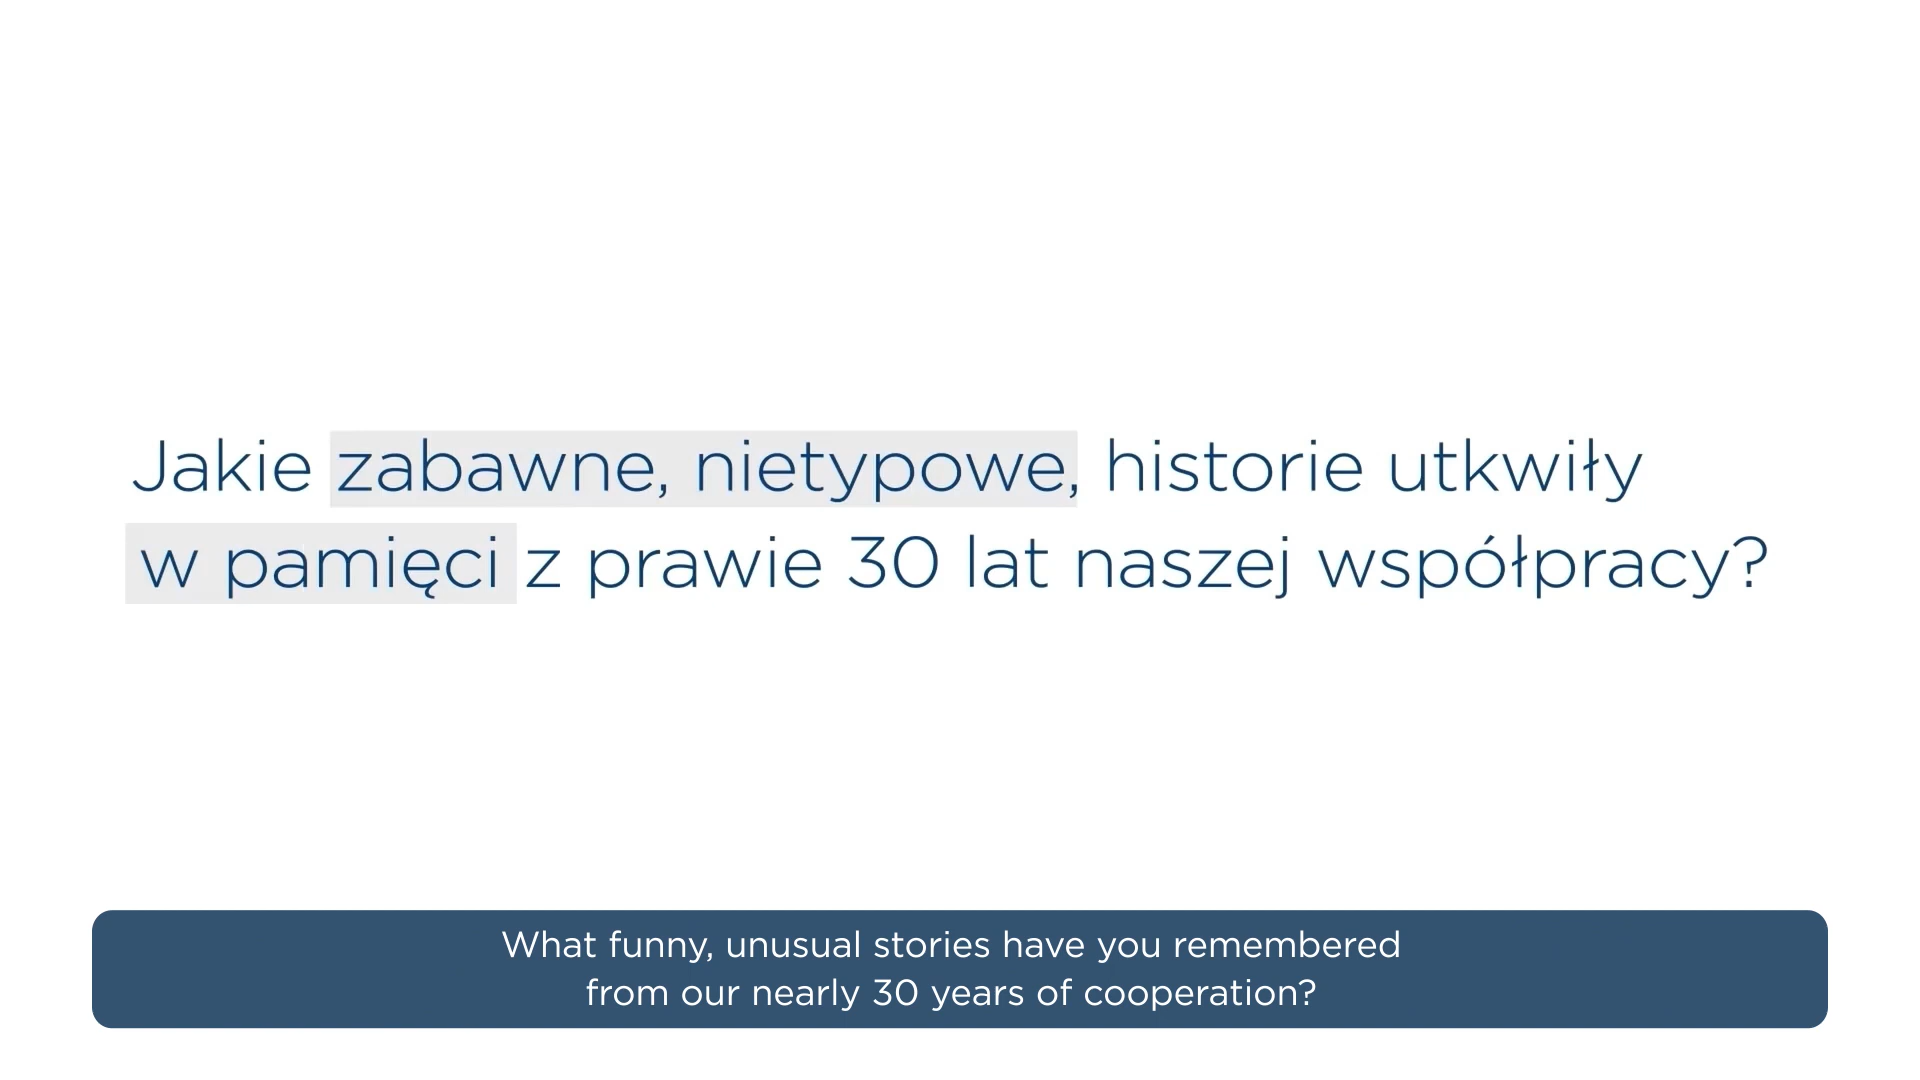 Jakie zabawne, nietypowe, historie utkwiły
w pamięci z prawie 30 lat naszej współpracy?
What funny, unusual stories have you remembered
from our nearly 30 years of cooperation?